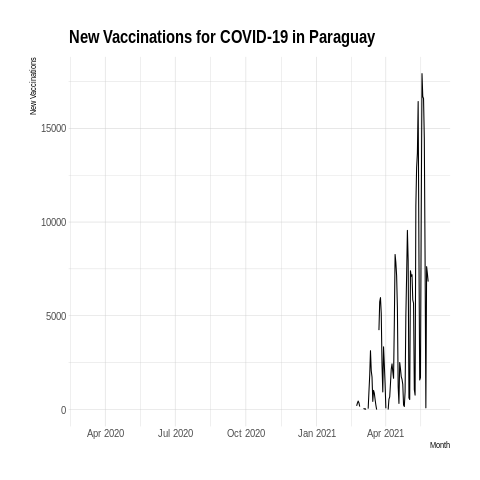 New Vaccinations for COVID-19 in Paraguay
New Vaccinations
15000
10000
5000
0
Apr 2020 Jul 2020 Oct 2020 Jan 2021 Apr 2021
Month